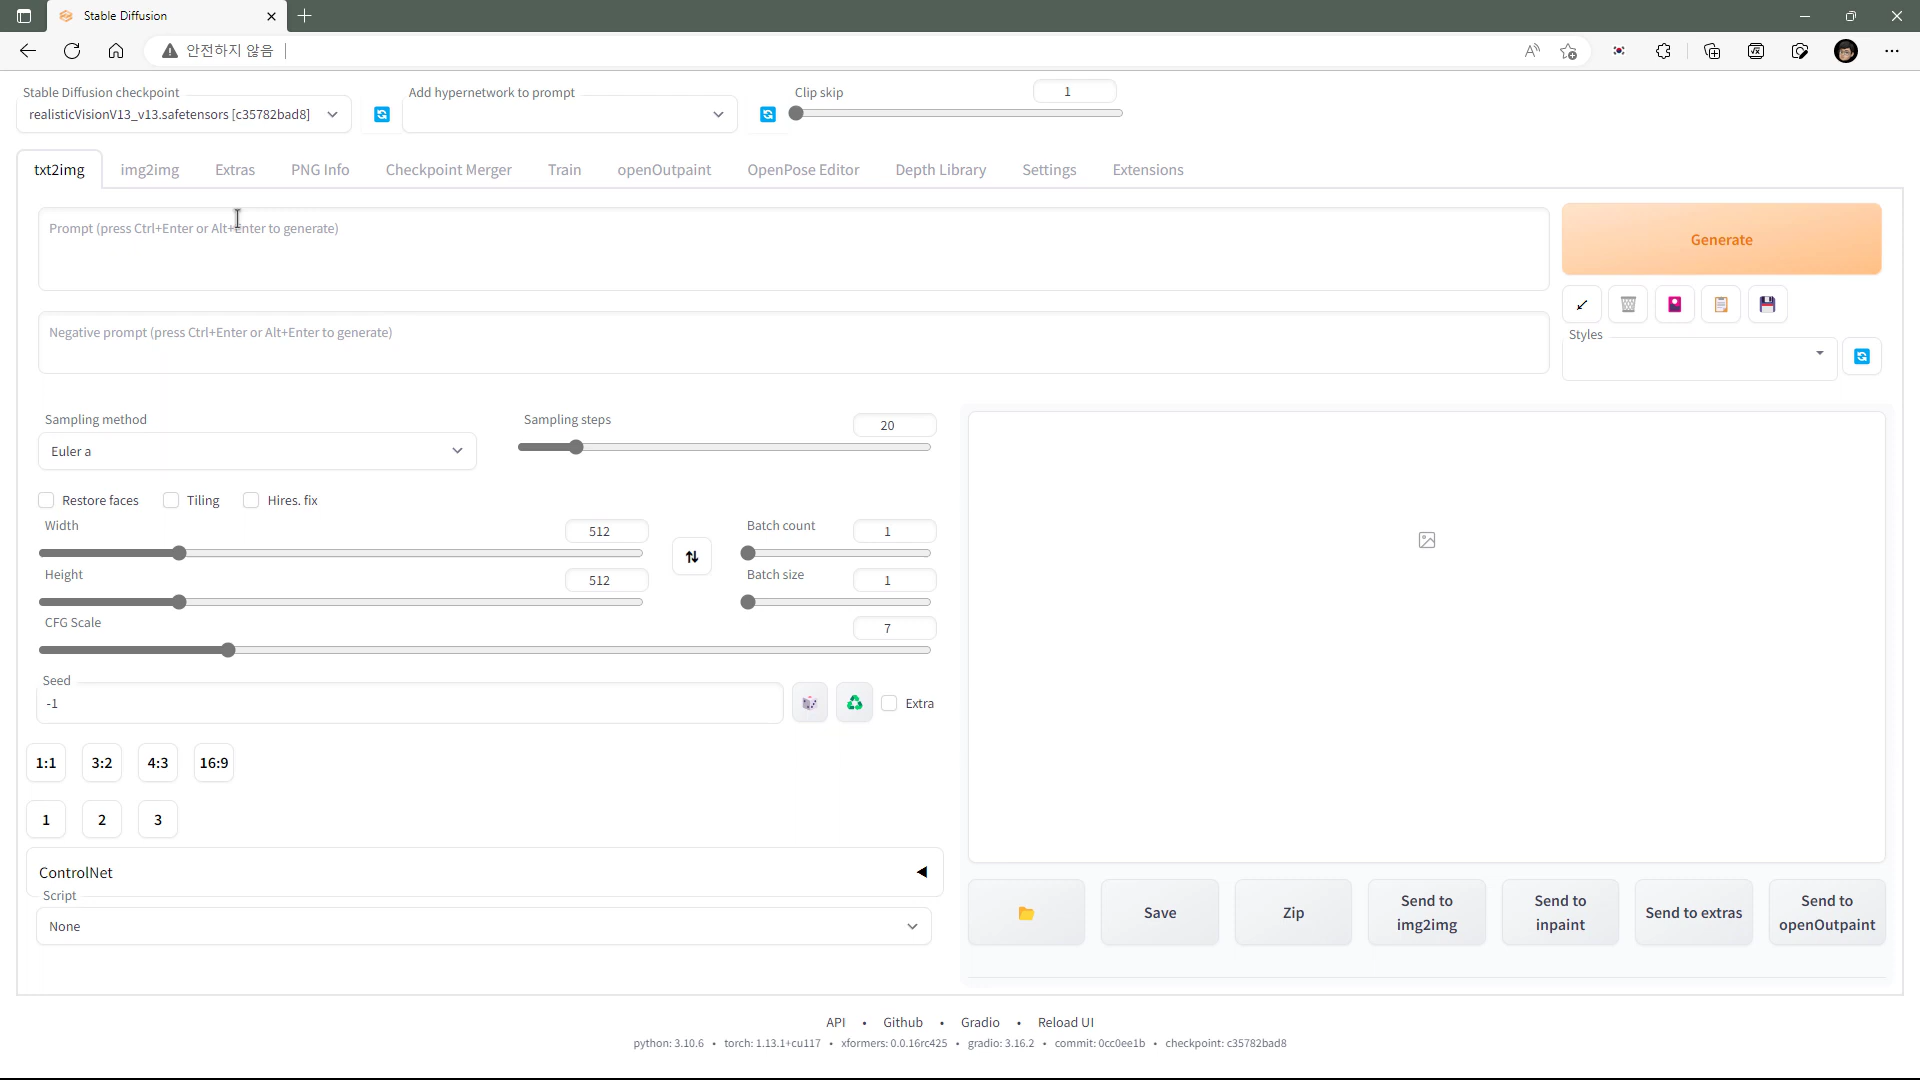 Stable Diffusion
안전하지 않음
Stable Diffusion checkpoint
realisticVisionV13_v13.safetensors [c35782bad8]
Add hypernetwork to prompt
Clip skip
1
txt2img
img2img
Extras
PNG Info
Checkpoint Merger
Train
openOutpaint
OpenPose Editor
Depth Library
Settings
Extensions
Prompt (press Ctrl+Enter or Alt+Enter to generate)
Generate
Negative prompt (press Ctrl+Enter or Alt+Enter to generate)
Styles
Sampling method
Euler a
Sampling steps
20
Restore faces
Tiling
Hires. fix
Width
512
Batch count
1
Height
512
Batch size
1
CFG Scale
7
Seed
-1
Extra
1:1
3:2
4:3
16:9
1
2
3
ControlNet
Script
None
Save
Zip
Send to
img2img
Send to
inpaint
Send to extras
Send to
openOutpaint
API • Github • Gradio • Reload UI
python: 3.10.6 • torch: 1.13.1+cu117 • xformers: 0.0.16rc425 • gradio: 3.16.2 • commit: 0cc0ee1b • checkpoint: c35782bad8